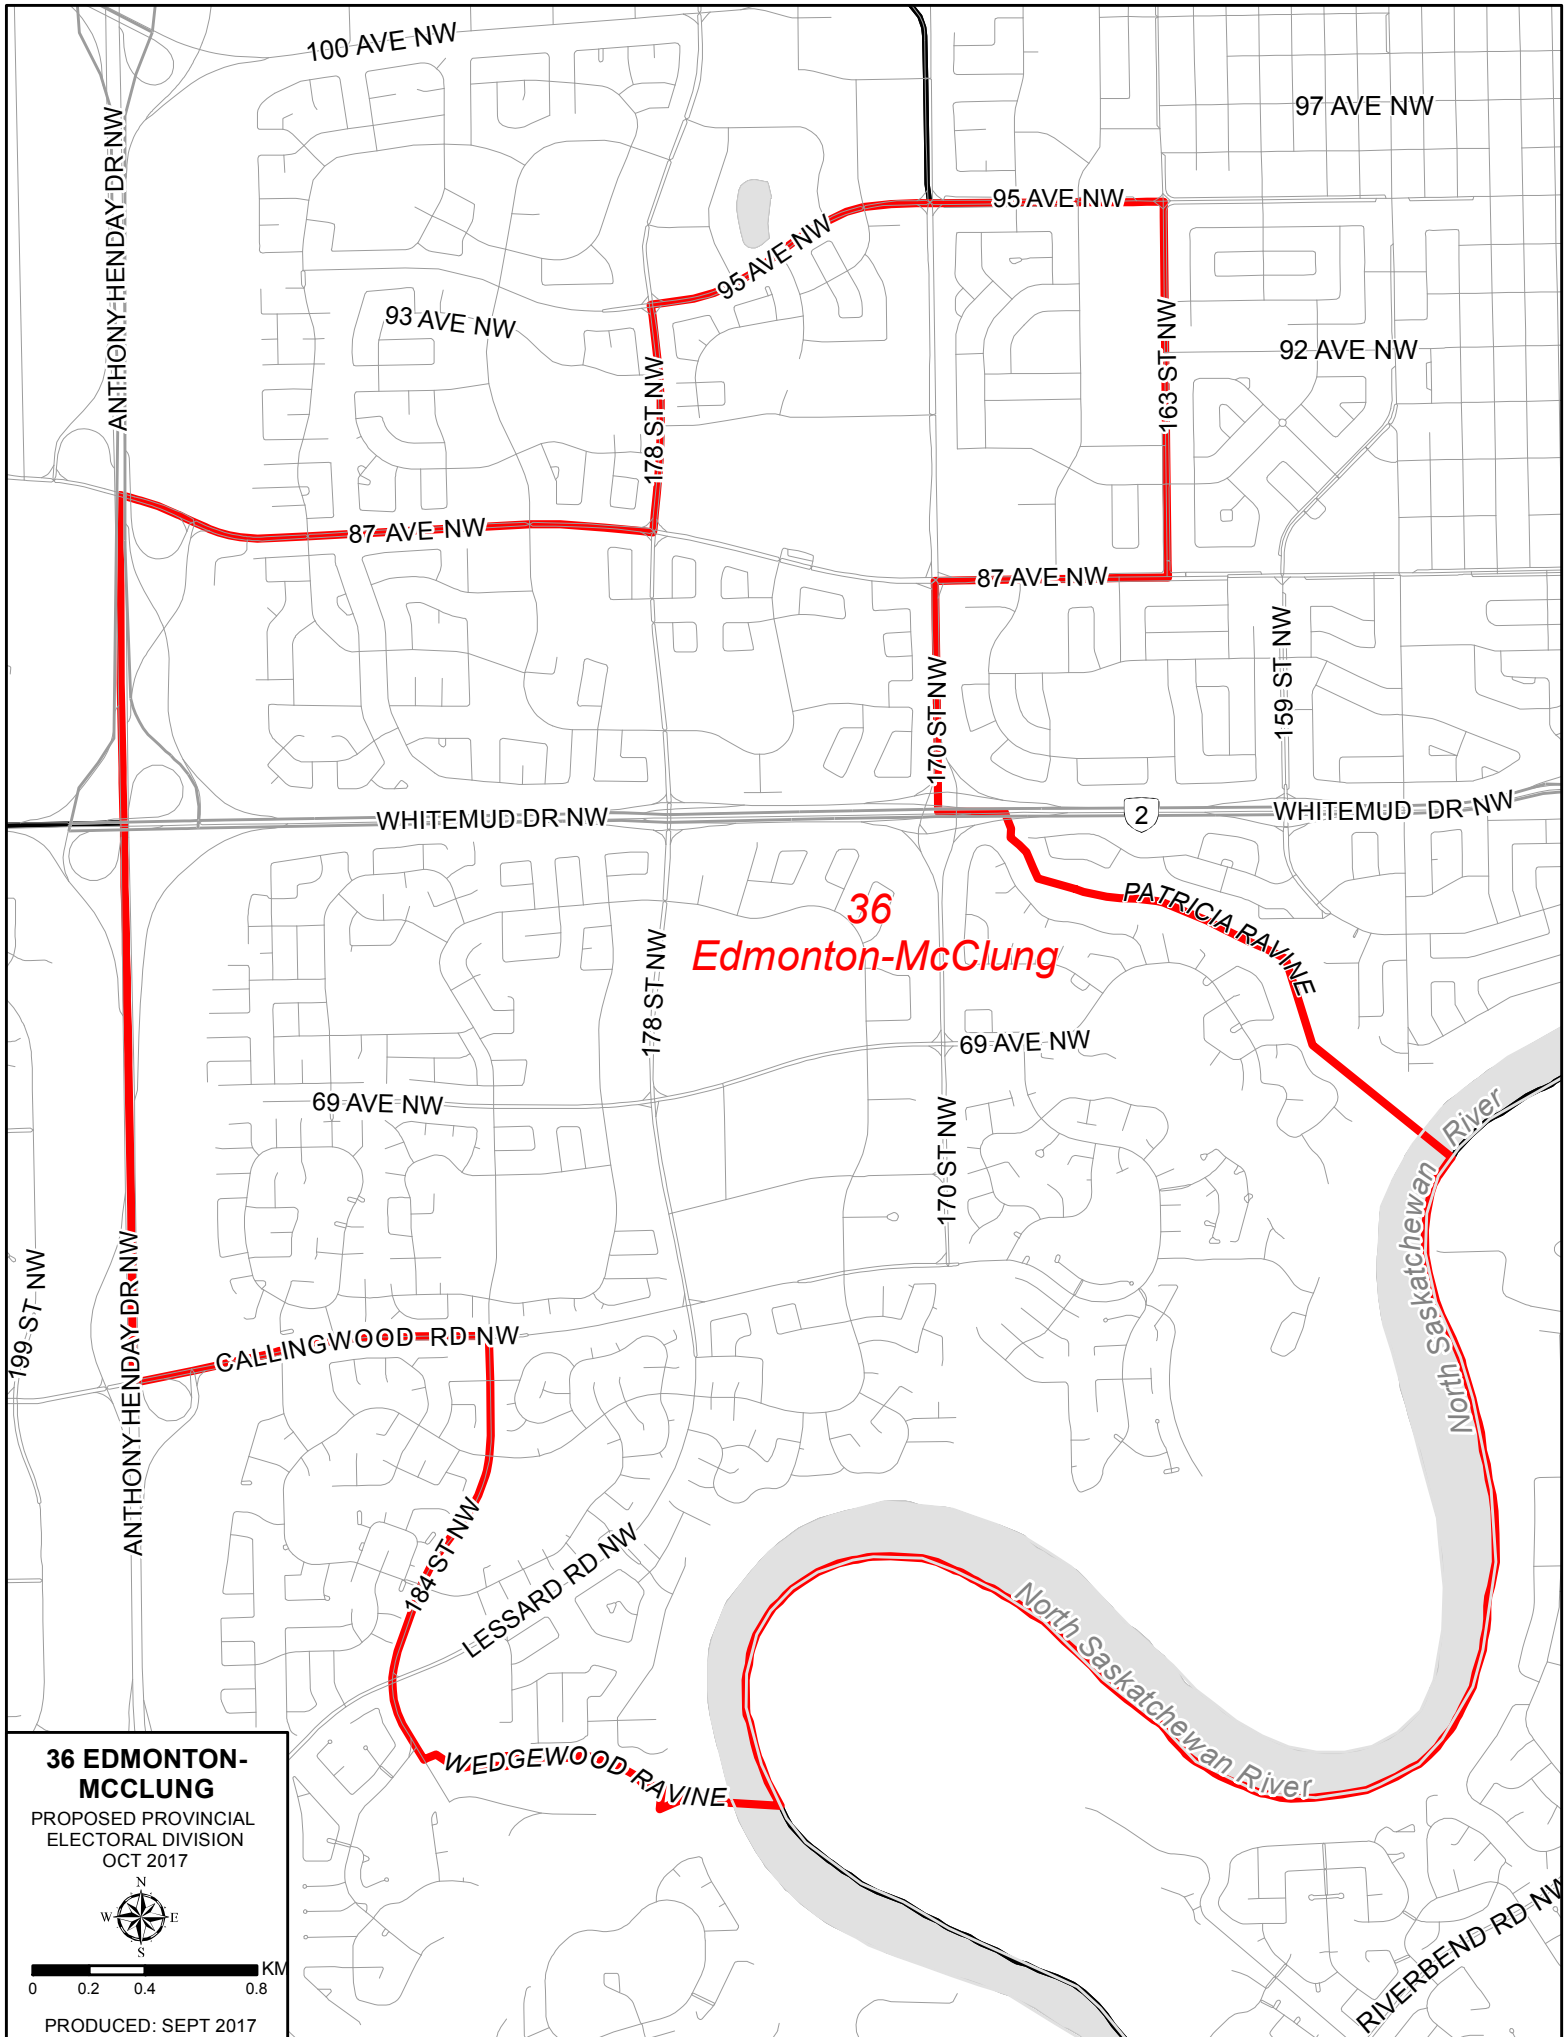 100 AVE NW
97 AVE NW
ANTHONY HENDAY DR NW
95 AVE NW
95 AVE NW
93 AVE NW
92 AVE NW
163 ST NW
178 ST NW
87 AVE NW
87 AVE NW
170 ST NW
159 ST NW
WHITEMUD DR NW
2
WHITEMUD DR NW
36
Edmonton-McClung
PATRICIA RAVINE
178 ST NW
69 AVE NW
69 AVE NW
170 ST NW
North Saskatchewan River
199 ST NW
ANTHONY HENDAY DR NW
CALLINGWOOD RD NW
184 ST NW
LESSARD RD NW
North Saskatchewan River
WEDGEWOOD RAVINE
RIVERBEND RD NW
36 EDMONTON-
MCCLUNG
PROPOSED PROVINCIAL
ELECTORAL DIVISION
OCT 2017
N
W E
S
KM
0 0.2 0.4 0.8
PRODUCED: SEPT 2017